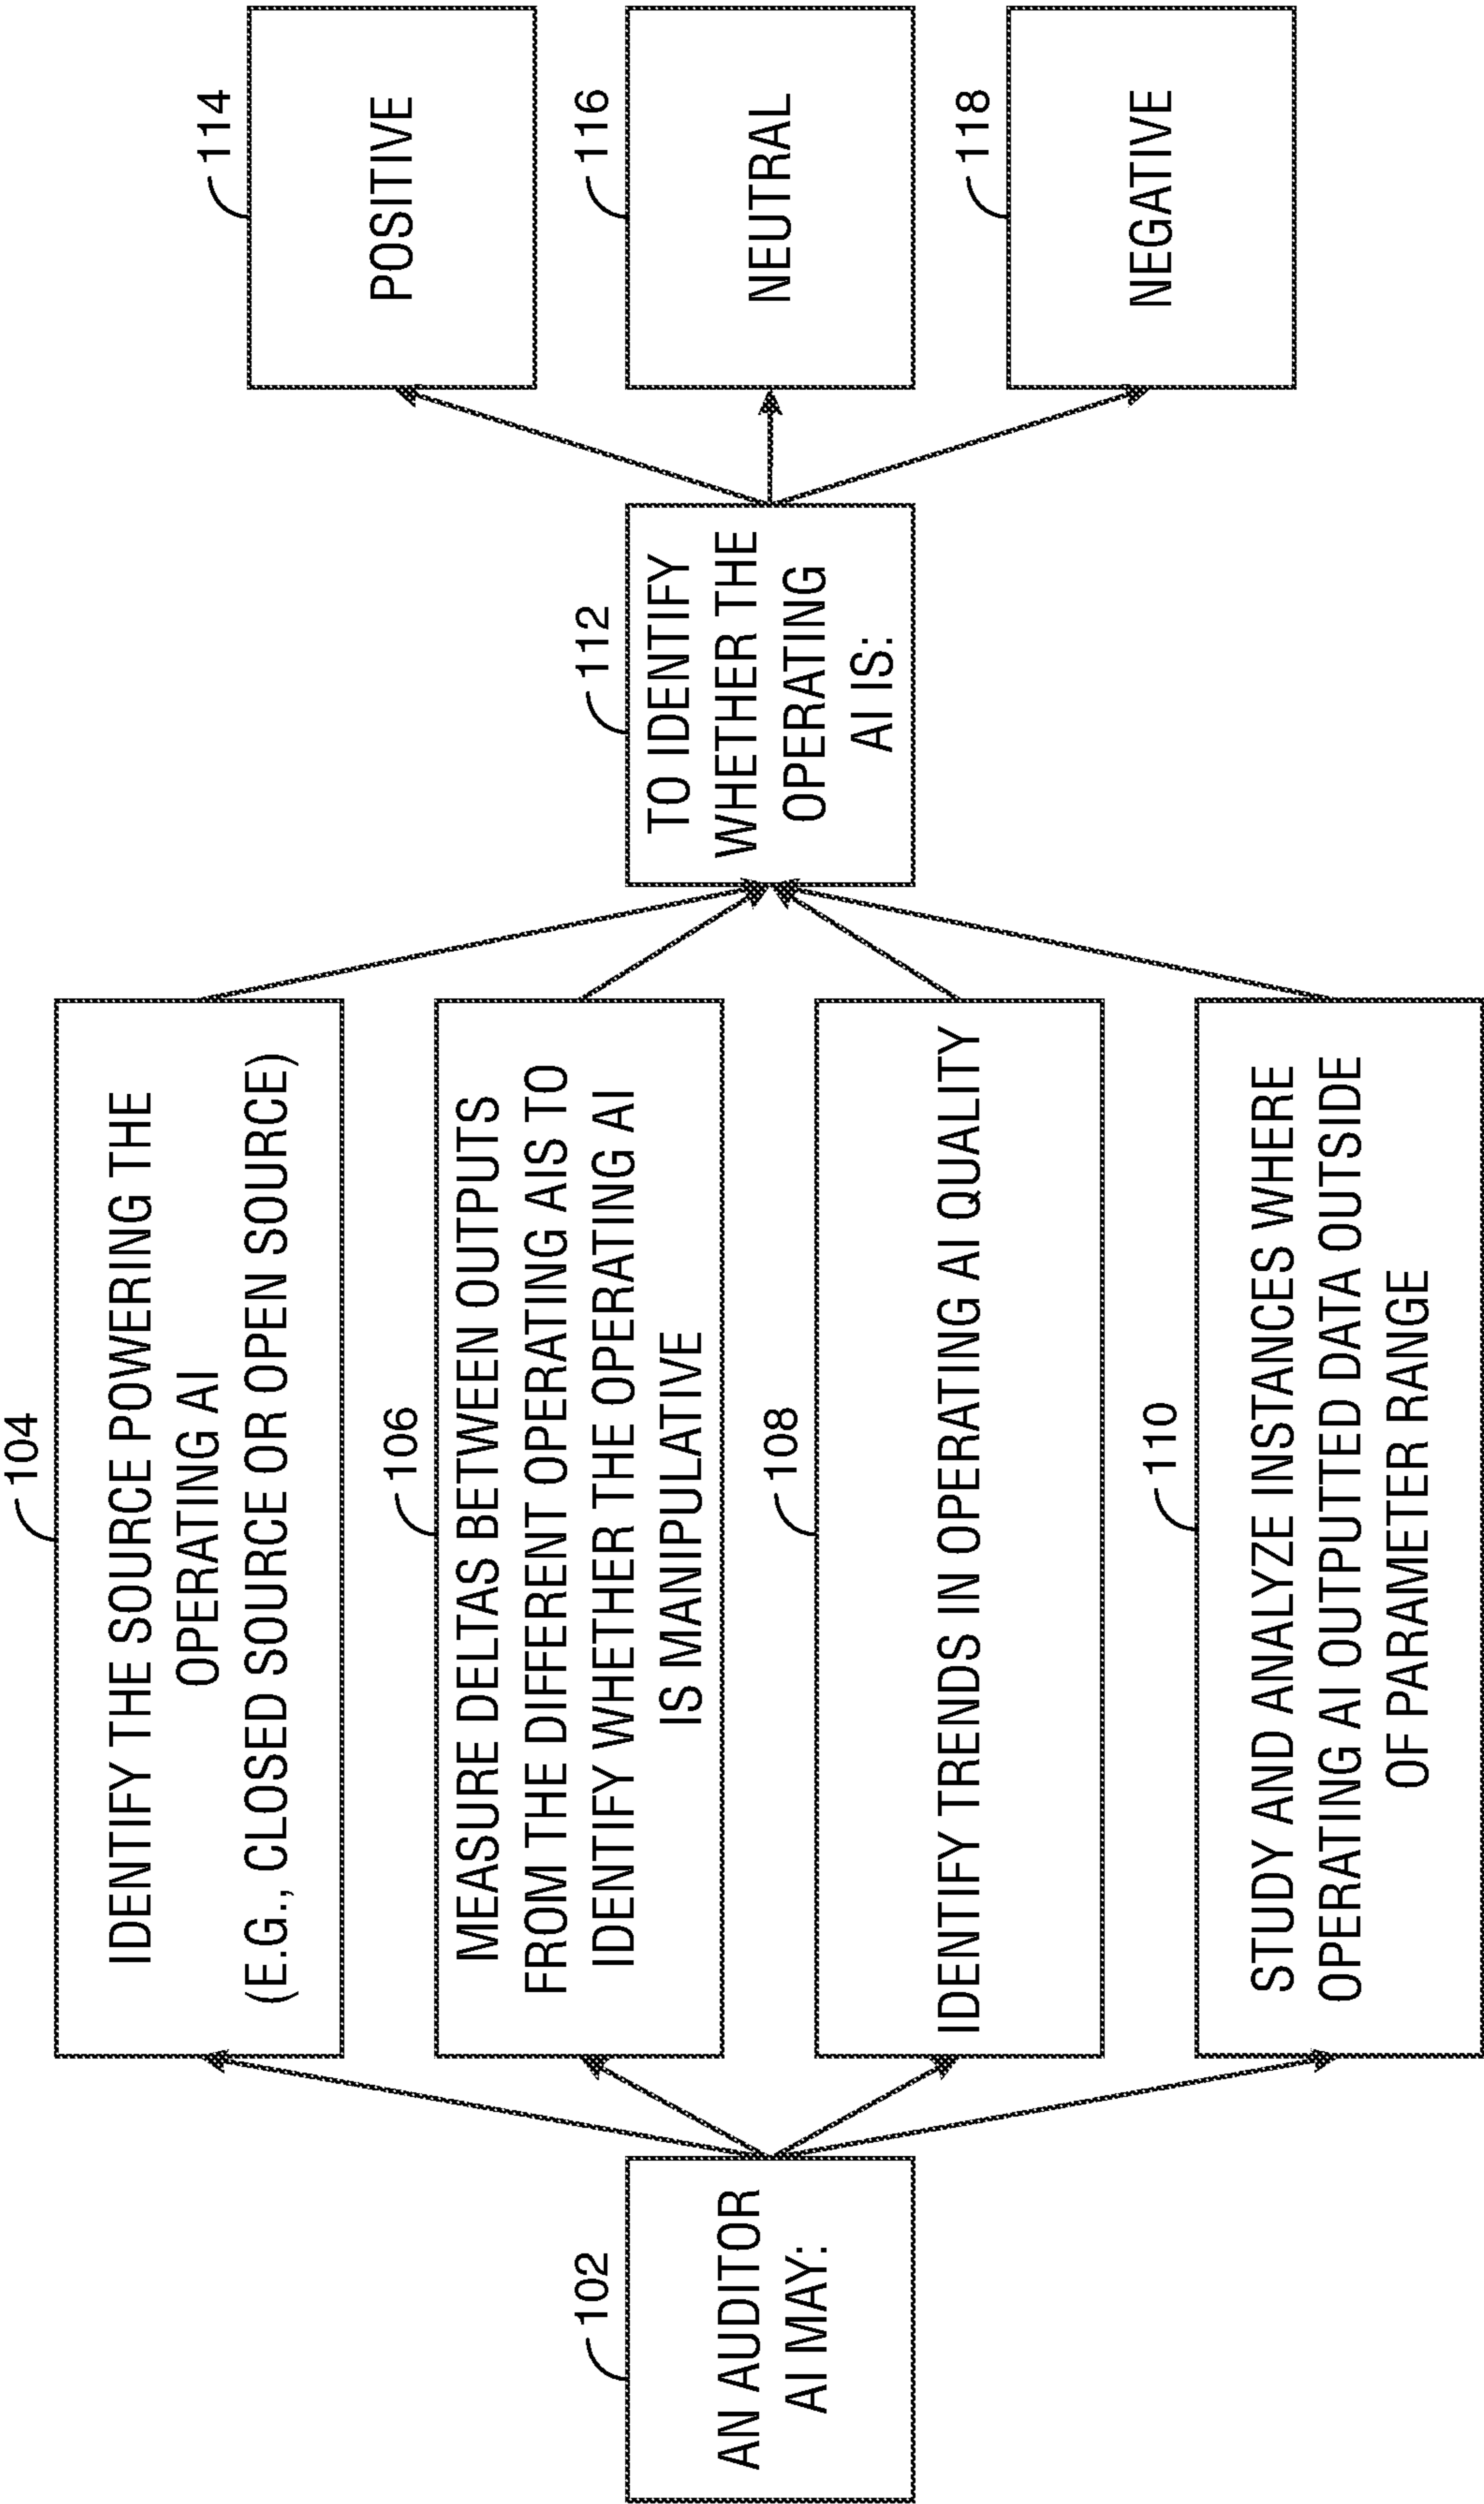 102
AN AUDITOR
AI MAY:
104
IDENTIFY THE SOURCE POWERING THE
OPERATING AI
(E.G., CLOSED SOURCE OR OPEN SOURCE)
106
MEASURE DELTAS BETWEEN OUTPUTS
FROM THE DIFFERENT OPERATING AIS TO
IDENTIFY WHETHER THE OPERATING AI
IS MANIPULATIVE
108
IDENTIFY TRENDS IN OPERATING AI QUALITY
110
STUDY AND ANALYZE INSTANCES WHERE
OPERATING AI OUTPUTTED DATA OUTSIDE
OF PARAMETER RANGE
112
TO IDENTIFY
WHETHER THE
OPERATING
AI IS:
114
POSITIVE
116
NEUTRAL
118
NEGATIVE